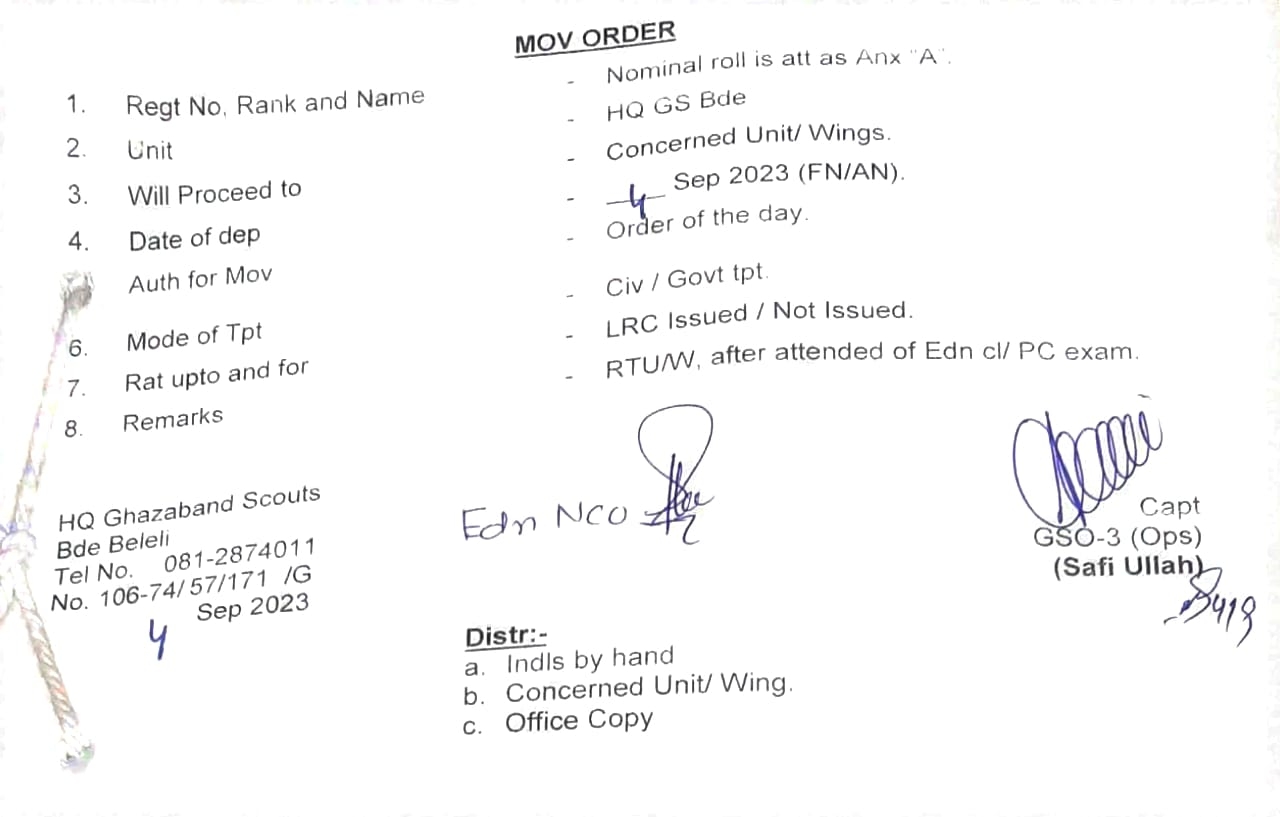 MOV ORDER
1. Regt No, Rank and Name - Nominal roll is att as Anx "A".
2. Unit - HQ GS Bde
3. Will Proceed to - Concerned Unit/ Wings.
4. Date of dep - 4 Sep 2023 (FN/AN).
Auth for Mov - Order of the day.
6. Mode of Tpt - Civ / Govt tpt.
7. Rat upto and for - LRC Issued / Not Issued.
8. Remarks - RTU/W, after attended of Edn cl/ PC exam.
HQ Ghazaband Scouts
Bde Beleli
Tel No. 081-2874011
No. 106-74/57/171 /G
4 Sep 2023
Edn NCO
Capt
GSO-3 (Ops)
(Safi Ullah)
Distr:-
a. Indls by hand
b. Concerned Unit/ Wing.
c. Office Copy